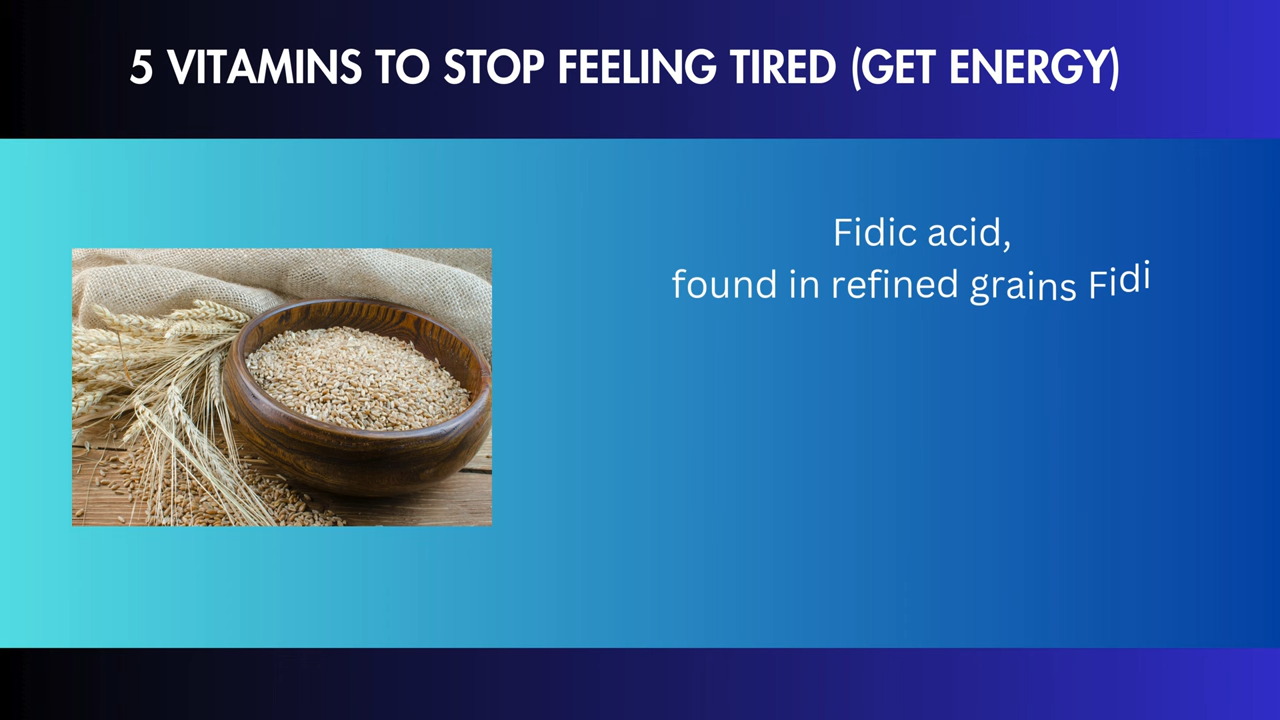 5 VITAMINS TO STOP FEELING TIRED (GET ENERGY)
Fidic acid,
found in refined grains Fidi